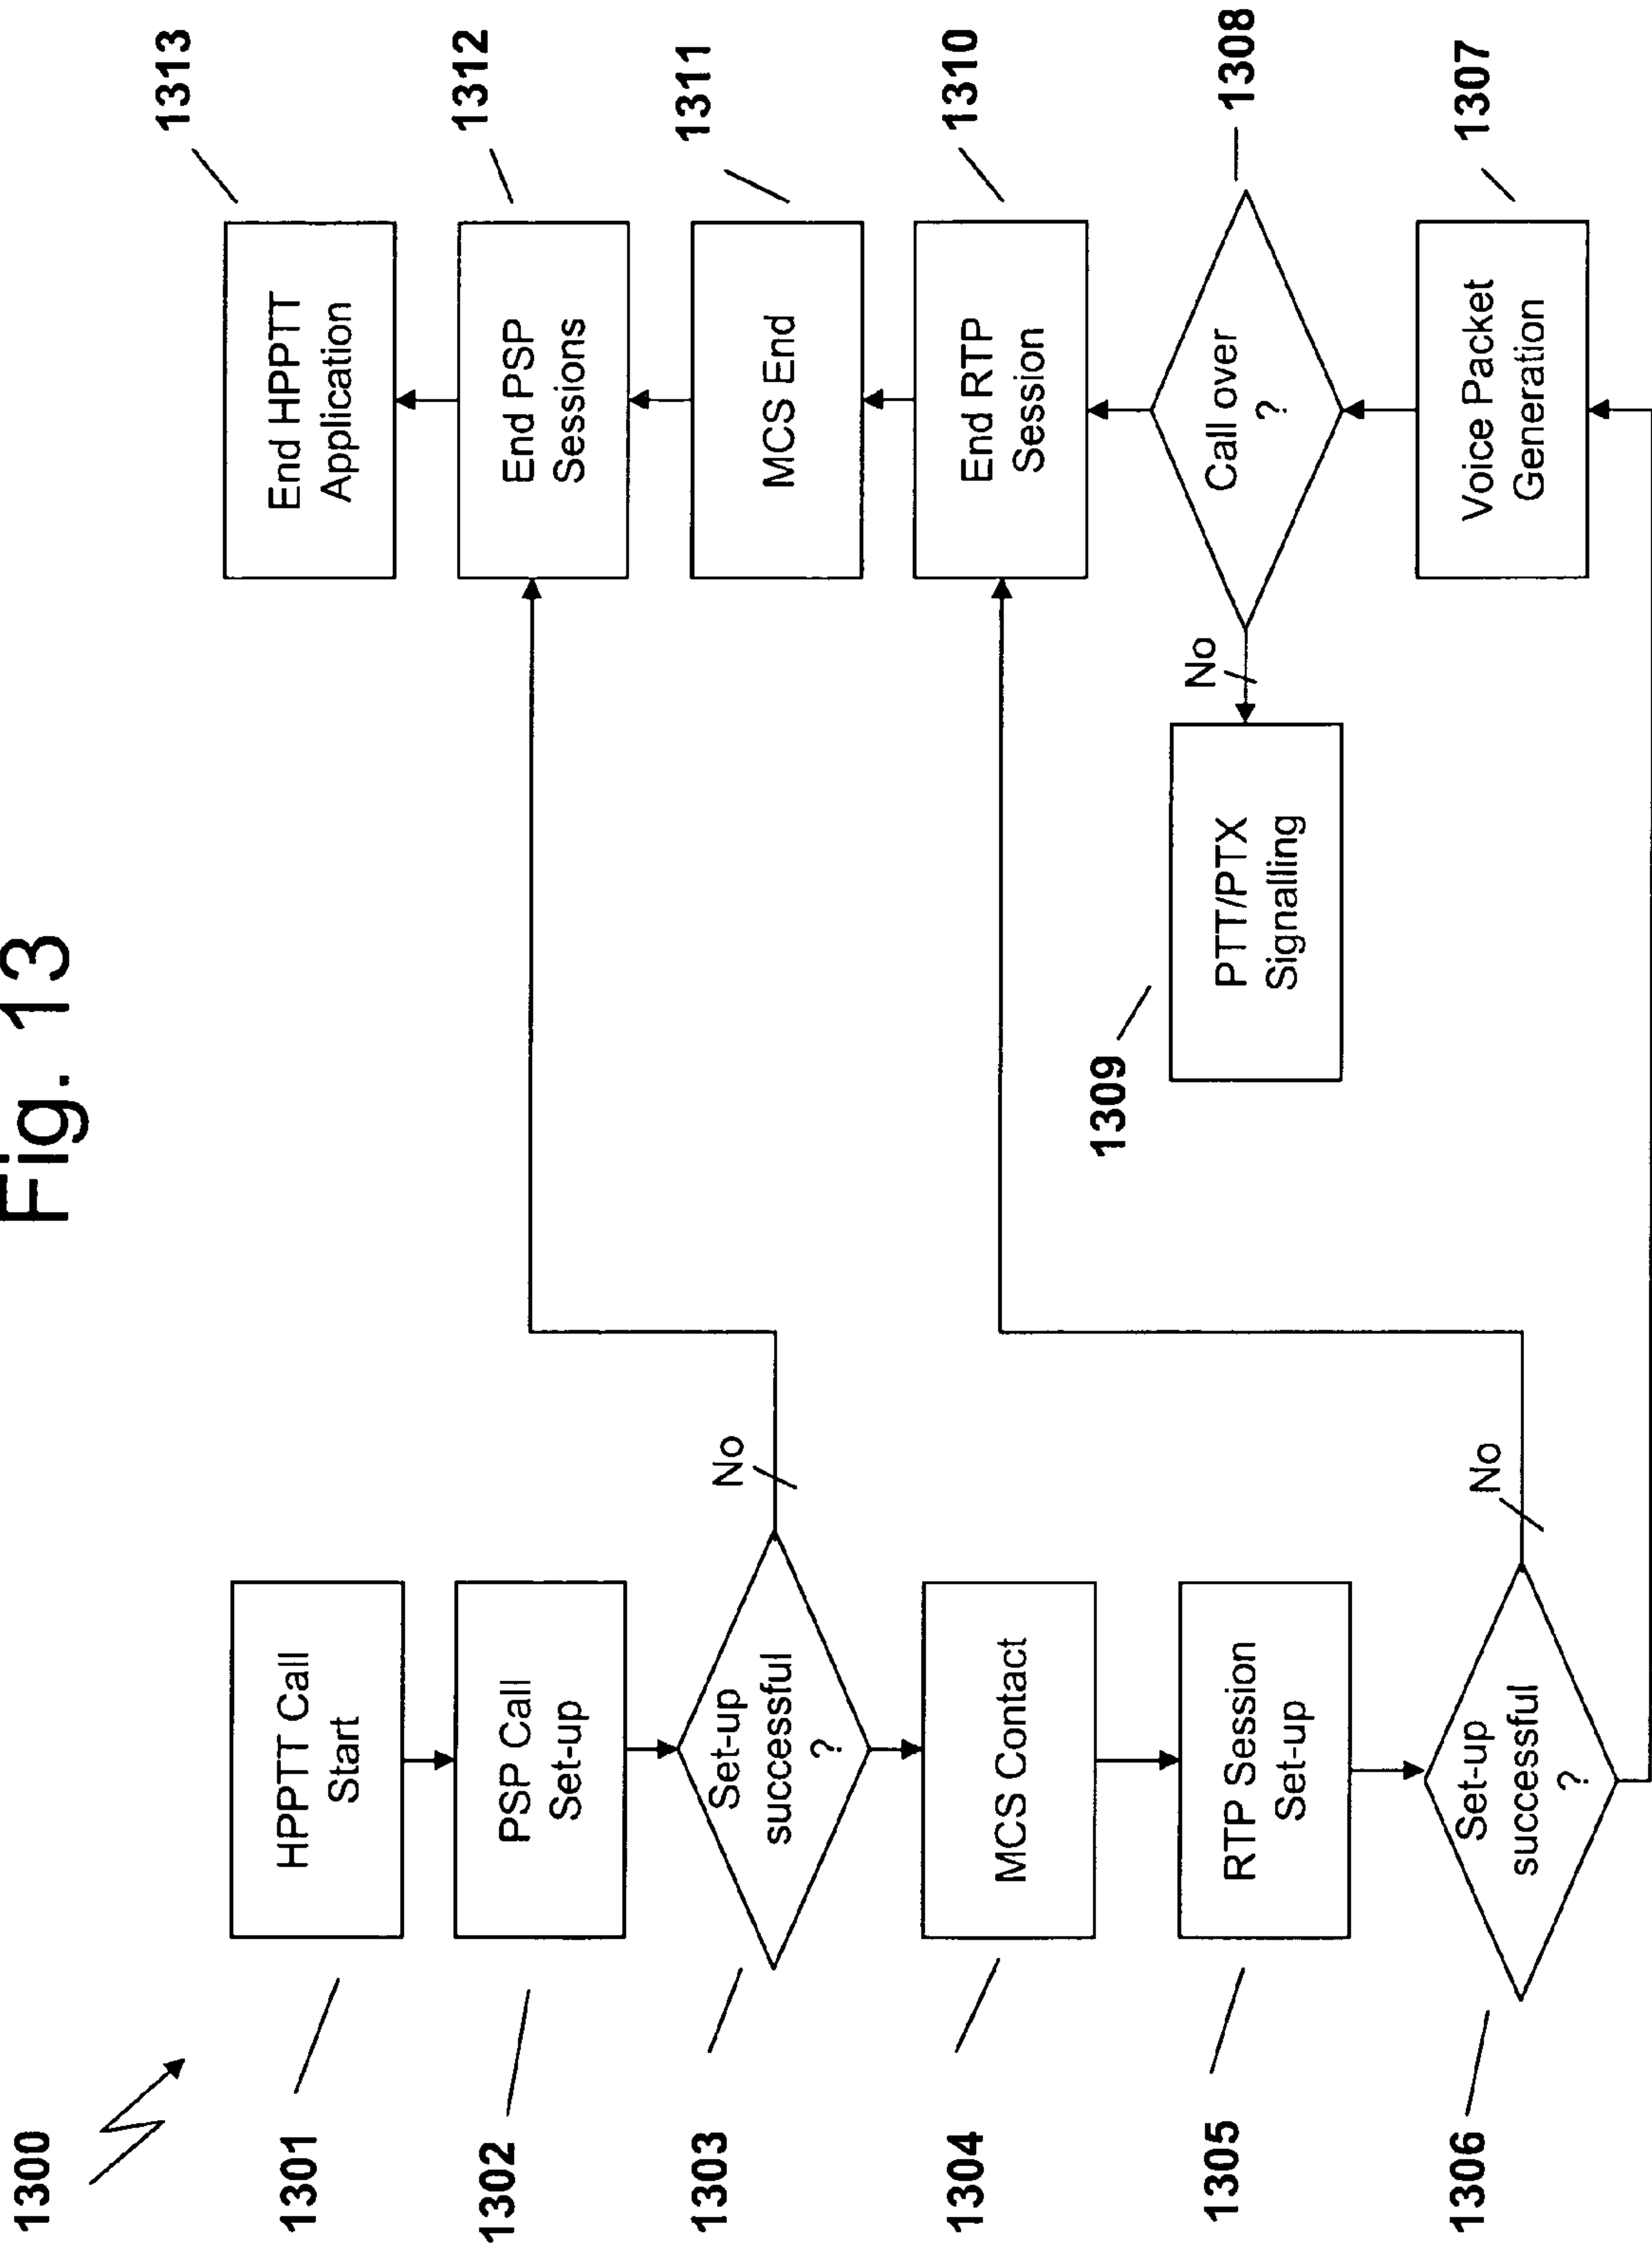 Fig. 13
1300
1301
HPPTT Call
Start
1302
PSP Call
Set-up
1303
Set-up
successful
?
No
1304
MCS Contact
1305
RTP Session
Set-up
1306
Set-up
successful
?
No
1313
End HPPTT
Application
1312
End PSP
Sessions
1311
MCS End
1310
End RTP
Session
1308
Call over
?
No
1309
PTT/PTX
Signalling
1307
Voice Packet
Generation